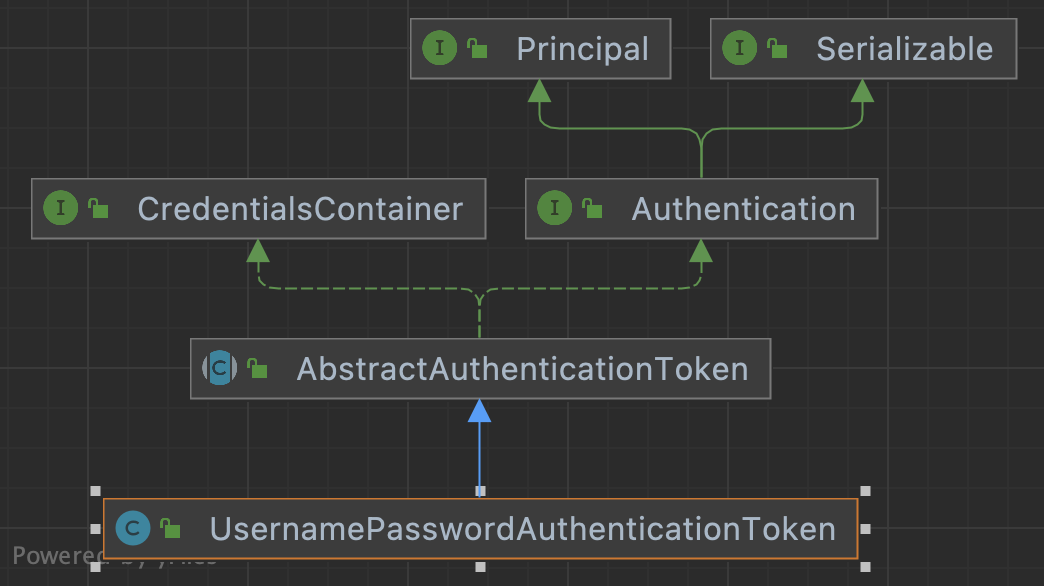 I Principal
I Serializable
I CredentialsContainer
I Authentication
C AbstractAuthenticationToken
C UsernamePasswordAuthenticationToken
Powered by yFiles